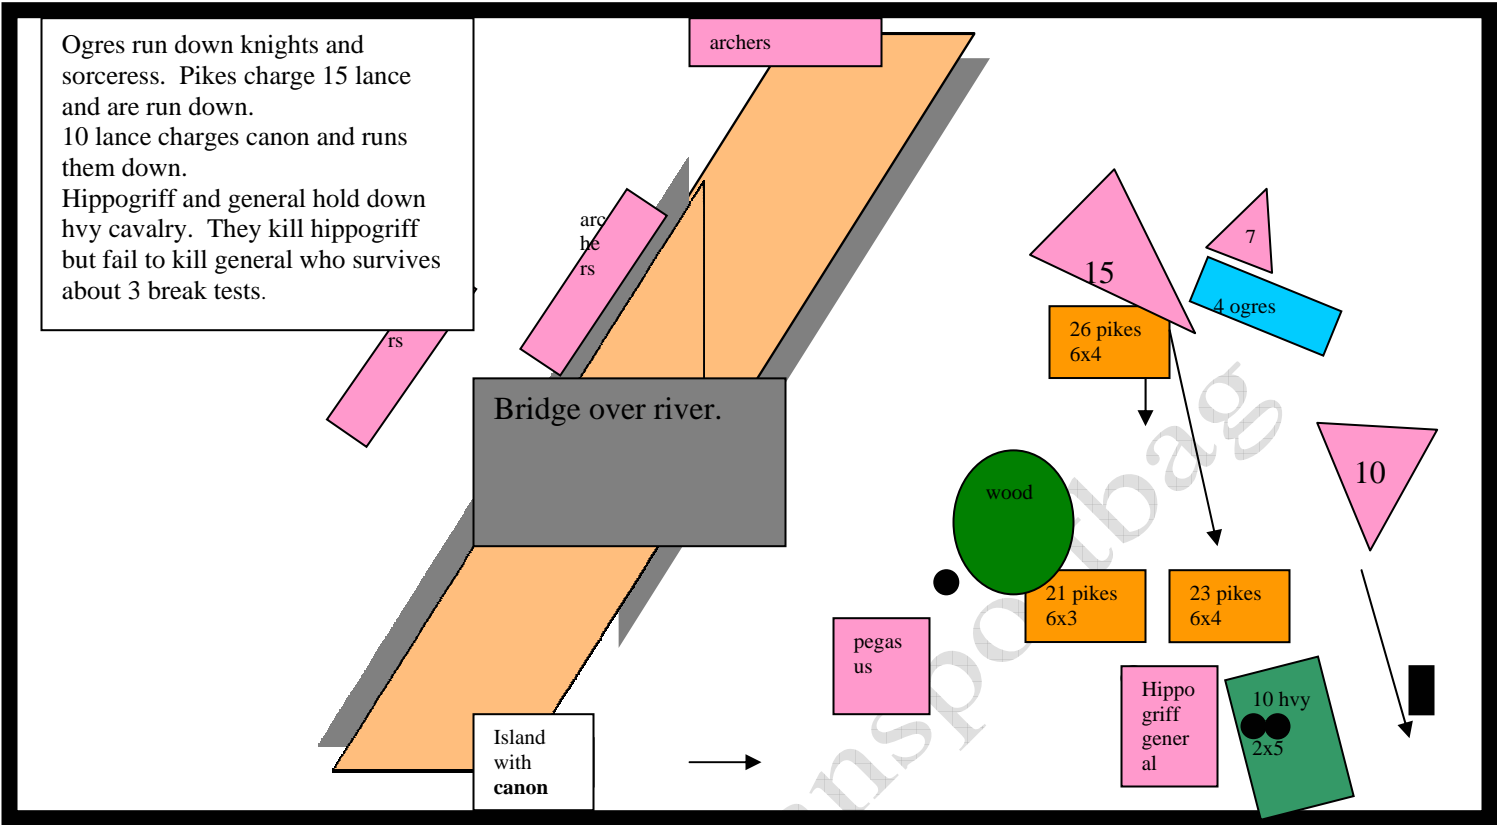 Ogres run down knights and
sorceress.  Pikes charge 15 lance
and are run down.
10 lance charges canon and runs
them down.
Hippogriff and general hold down
hvy cavalry.  They kill hippogriff
but fail to kill general who survives
about 3 break tests.
archers
arc
he
rs
rs
Bridge over river.
15
7
4 ogres
26 pikes
6x4
10
wood
21 pikes
6x3
23 pikes
6x4
pegas
us
Hippo
griff
gener
al
10 hvy
2x5
Island
with
canon